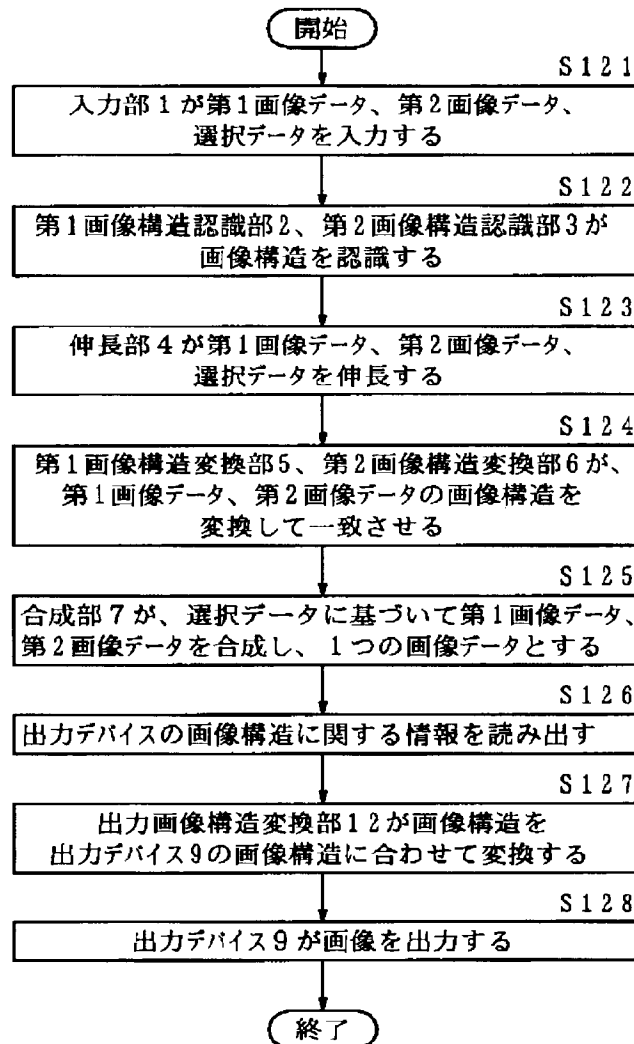 開始
S121
入力部1が第1画像データ、第2画像データ、
選択データを入力する
S122
第1画像構造認識部2、第2画像構造認識部3が
画像構造を認識する
S123
伸長部4が第1画像データ、第2画像データ、
選択データを伸長する
S124
第1画像構造変換部5、第2画像構造変換部6が、
第1画像データ、第2画像データの画像構造を
変換して一致させる
S125
合成部7が、選択データに基づいて第1画像データ、
第2画像データを合成し、1つの画像データとする
S126
出力デバイスの画像構造に関する情報を読み出す
S127
出力画像構造変換部12が画像構造を
出力デバイス9の画像構造に合わせて変換する
S128
出力デバイス9が画像を出力する
終了